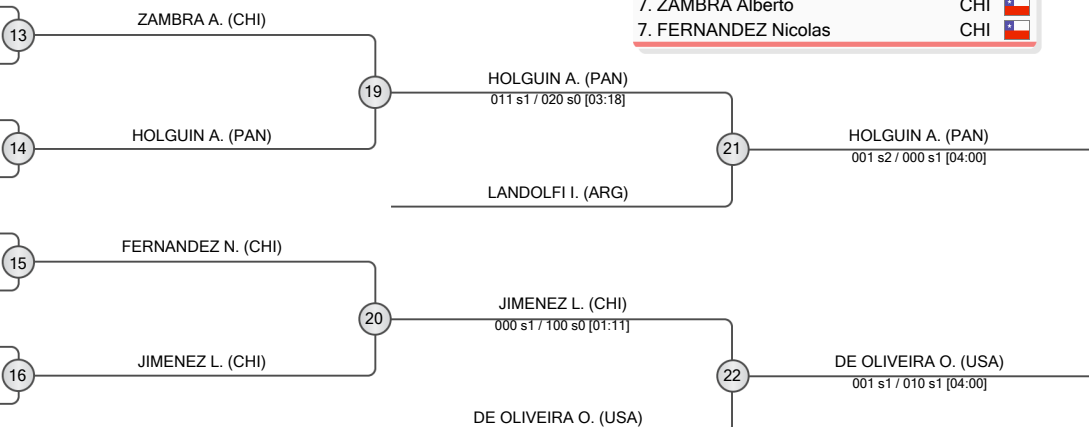 7. ZAMBRA Alberto CHI
7. FERNANDEZ Nicolas CHI
ZAMBRA A. (CHI)
13
19
HOLGUIN A. (PAN)
011 s1 / 020 s0 [03:18]
14
HOLGUIN A. (PAN)
21
HOLGUIN A. (PAN)
001 s2 / 000 s1 [04:00]
LANDOLFI I. (ARG)
FERNANDEZ N. (CHI)
15
20
JIMENEZ L. (CHI)
000 s1 / 100 s0 [01:11]
16
JIMENEZ L. (CHI)
22
DE OLIVEIRA O. (USA)
001 s1 / 010 s1 [04:00]
DE OLIVEIRA O. (USA)